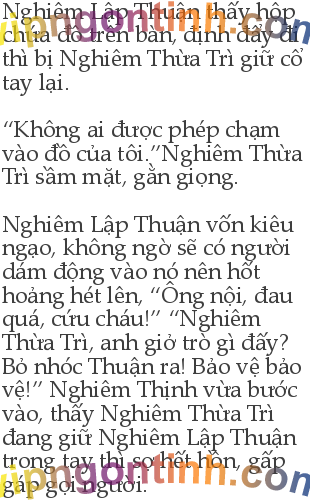 Nghiêm Lập Thuận thấy hộp
chứa đồ trên bàn, định đẩy đi
thì bị Nghiêm Thừa Trì giữ cổ
tay lại.
“Không ai được phép chạm
vào đồ của tôi.”Nghiêm Thừa
Trì sầm mặt, gằn giọng.
Nghiêm Lập Thuận vốn kiêu
ngạo, không ngờ sẽ có người
dám động vào nó nên hốt
hoảng hét lên, “Ông nội, đau
quá, cứu cháu!” “Nghiêm
Thừa Trì, anh giở trò gì đấy?
Bỏ nhóc Thuận ra! Bảo vệ bảo
vệ!” Nghiêm Thịnh vừa bước
vào, thấy Nghiêm Thừa Trì
đang giữ Nghiêm Lập Thuận
trong tay thì sợ hết hồn, gấp
gáp gọi người.